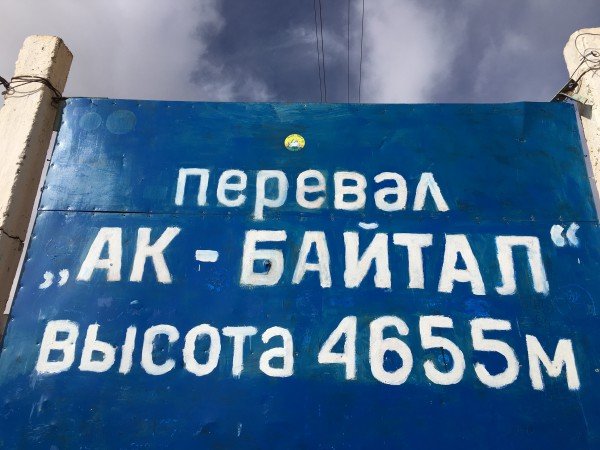 перевал
„АК - БАЙТАЛ“
высота 4655м